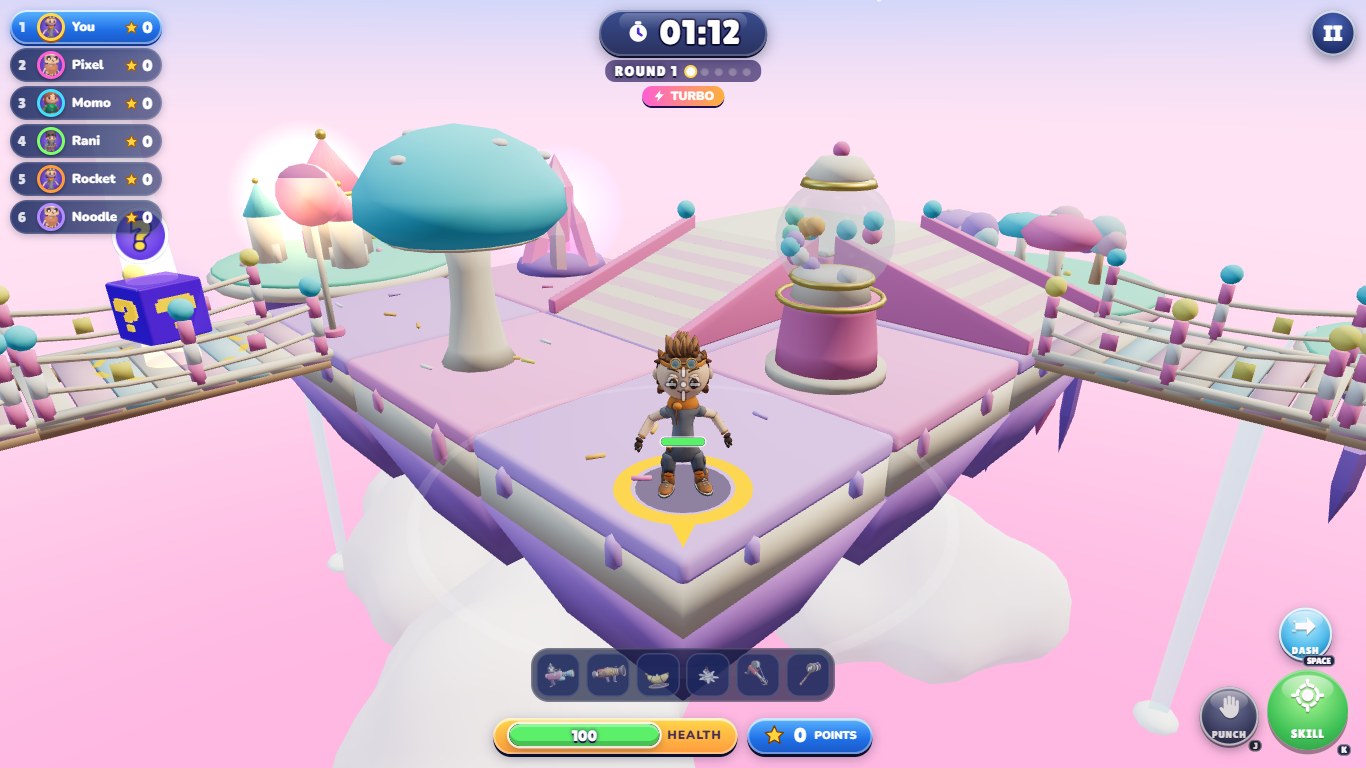 1 You 0
2 Pixel 0
3 Momo 0
4 Rani 0
5 Rocket 0
6 Noodle 0
01:12
ROUND 1
TURBO
?
? ?
DASH
SPACE
PUNCH
J
SKILL
K
100 HEALTH
0 POINTS